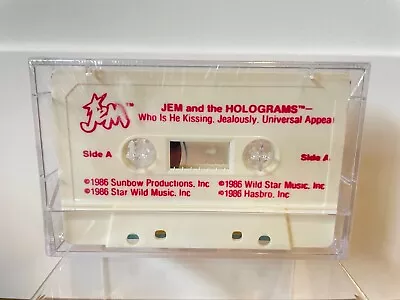 JEM™
JEM and the HOLOGRAMS™—
Who Is He Kissing. Jealously. Universal Appea
Side A
Side A
©1986 Sunbow Productions, Inc
©1986 Wild Star Music, Inc
©1986 Star Wild Music, Inc
©1986 Hasbro, Inc.